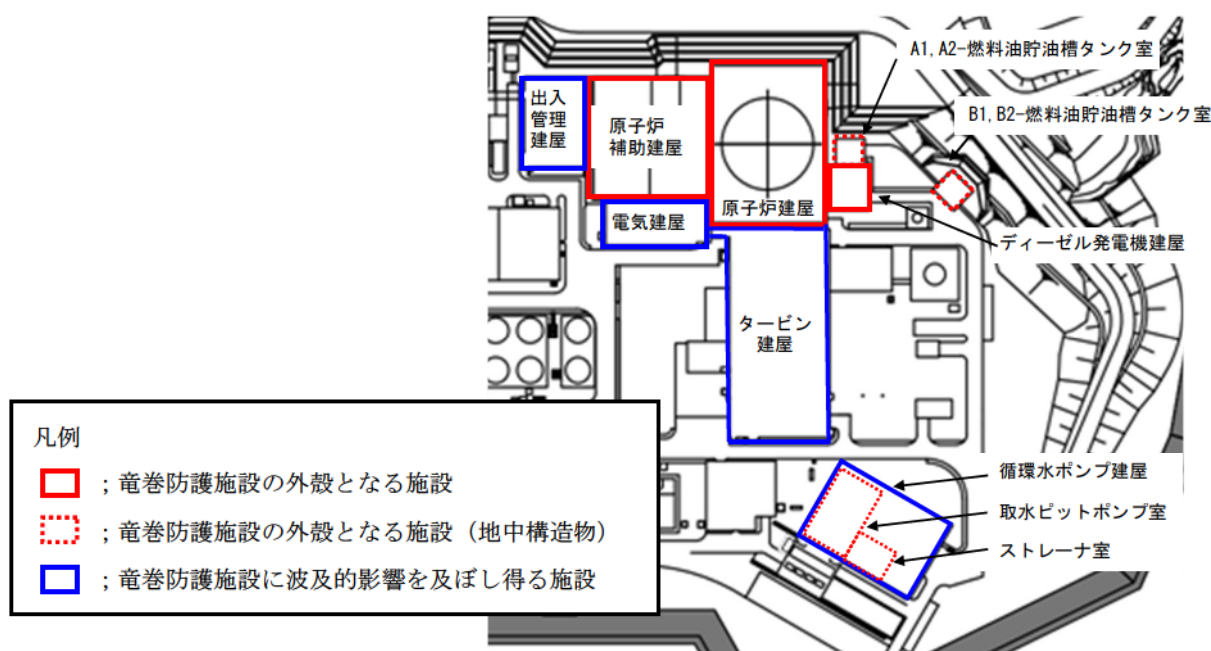 A1,A2-燃料油貯油槽タンク室
B1,B2-燃料油貯油槽タンク室
出入
管理
建屋
原子炉
補助建屋
原子炉建屋
電気建屋
ディーゼル発電機建屋
タービン
建屋
循環水ポンプ建屋
取水ピットポンプ室
ストレーナ室
凡例
；竜巻防護施設の外殻となる施設
；竜巻防護施設の外殻となる施設（地中構造物）
；竜巻防護施設に波及的影響を及ぼし得る施設